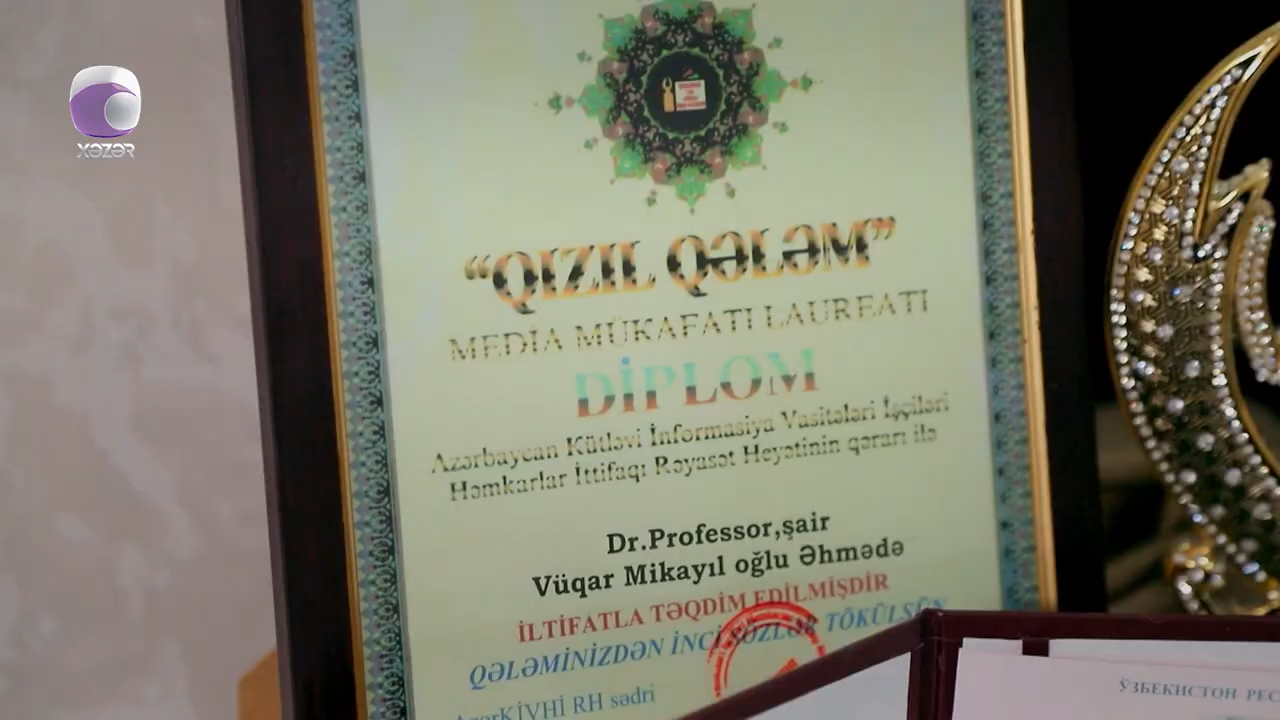 XƏZƏR
“QIZIL QƏLƏM”
MEDİA MÜKAFATI LAUREATI
DİPLOM
Azərbaycan Kütləvi İnformasiya Vasitələri İşçiləri
Həmkarlar İttifaqı Rəyasət Heyətinin qərarı ilə
Dr.Professor,şair
Vüqar Mikayıl oğlu Əhmədə
İLTİFATLA TƏQDİM EDİLMİŞDİR
QƏLƏMİNİZDƏN İNCİ SÖZLƏR TÖKÜLSÜN
AzərKİVHİ RH sədri
ЎЗБЕКИСТОН РЕС